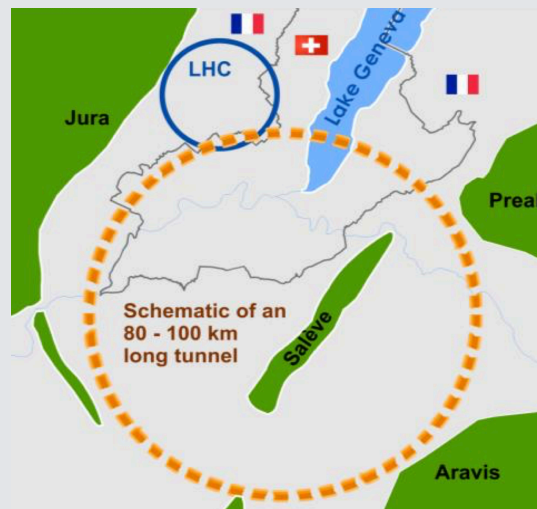 LHC
Lake Geneva
Jura
Preal
Schematic of an
80 - 100 km
long tunnel
Salève
Aravis